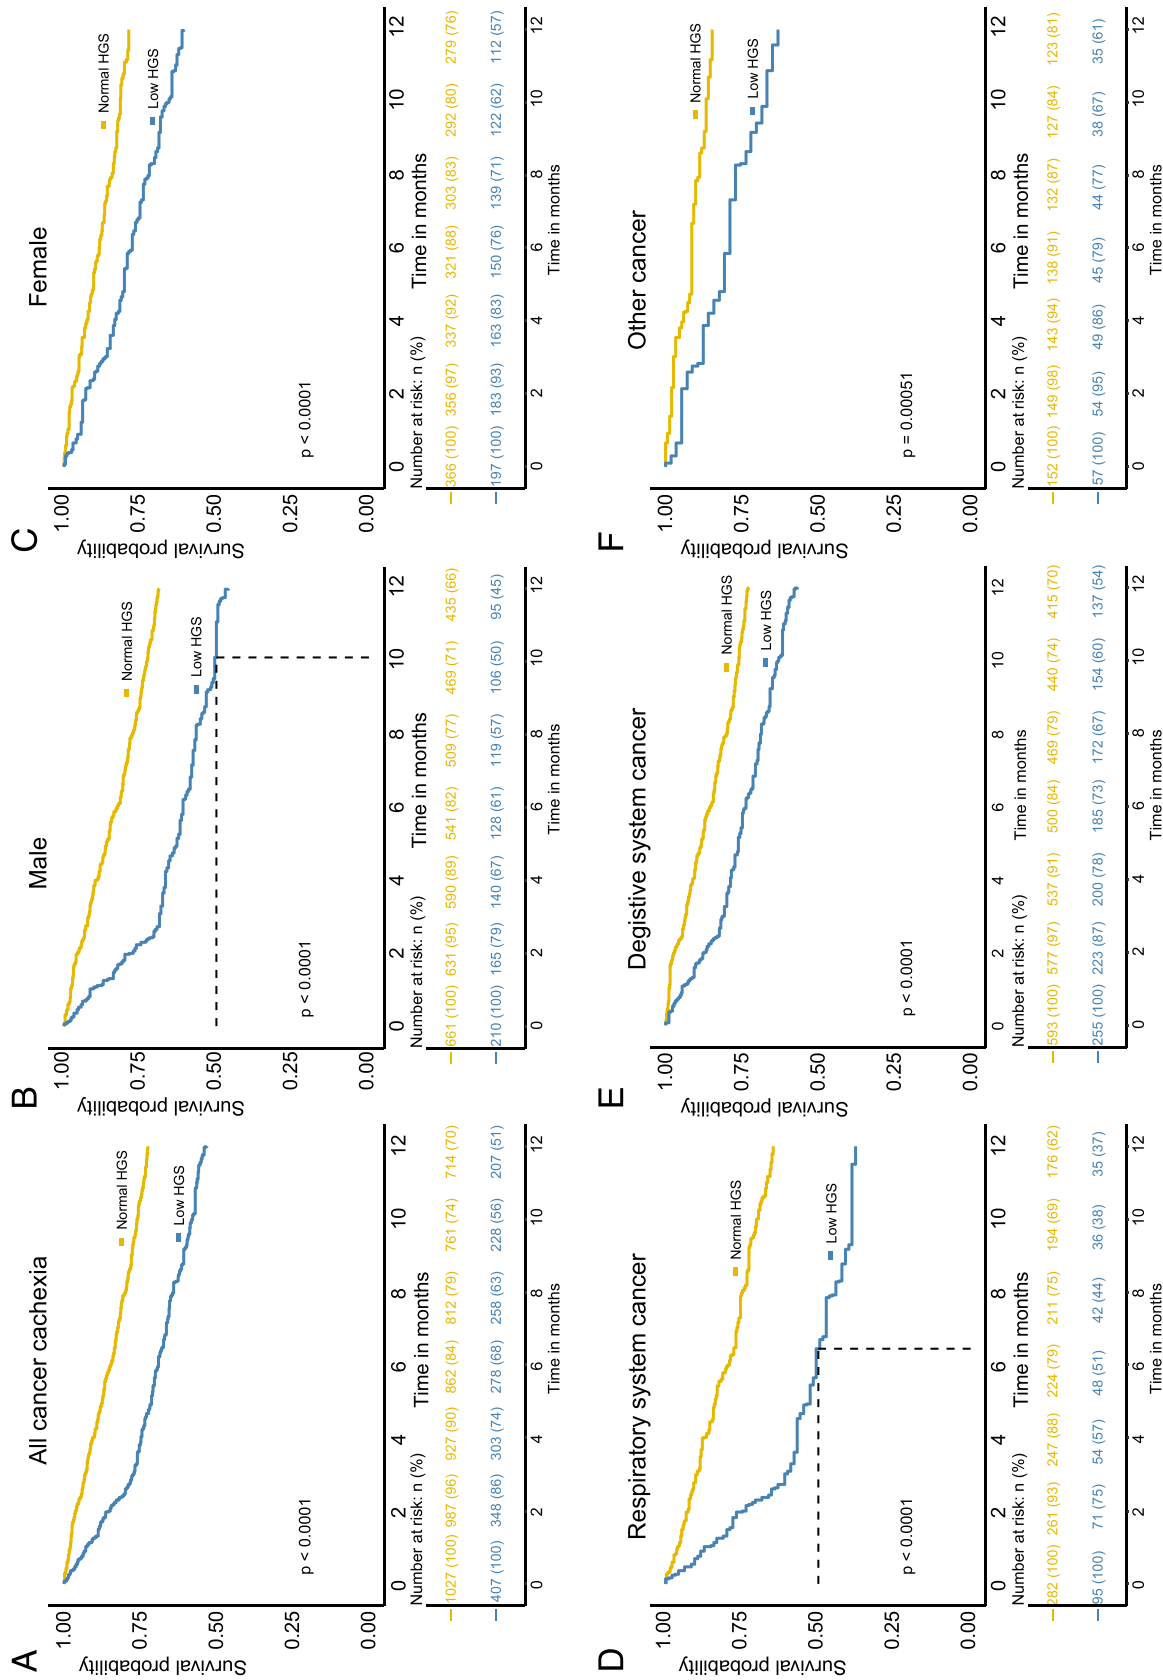 A
All cancer cachexia
1.00
0.75
0.50
0.25
0.00
Survival probability
Normal HGS
Low HGS
p < 0.0001
0 2 4 6 8 10 12
Time in months
Number at risk: n (%)
1027 (100) 987 (96) 927 (90) 862 (84) 812 (79) 761 (74) 714 (70)
407 (100) 348 (86) 303 (74) 278 (68) 258 (63) 228 (56) 207 (51)
0 2 4 6 8 10 12
Time in months
B
Male
1.00
0.75
0.50
0.25
0.00
Survival probability
Normal HGS
Low HGS
p < 0.0001
0 2 4 6 8 10 12
Time in months
Number at risk: n (%)
661 (100) 631 (95) 590 (89) 541 (82) 509 (77) 469 (71) 435 (66)
210 (100) 165 (79) 140 (67) 128 (61) 119 (57) 106 (50) 95 (45)
0 2 4 6 8 10 12
Time in months
C
Female
1.00
0.75
0.50
0.25
0.00
Survival probability
Normal HGS
Low HGS
p < 0.0001
0 2 4 6 8 10 12
Time in months
Number at risk: n (%)
366 (100) 356 (97) 337 (92) 321 (88) 303 (83) 292 (80) 279 (76)
197 (100) 183 (93) 163 (83) 150 (76) 139 (71) 122 (62) 112 (57)
0 2 4 6 8 10 12
Time in months
D
Respiratory system cancer
1.00
0.75
0.50
0.25
0.00
Survival probability
Normal HGS
Low HGS
p < 0.0001
0 2 4 6 8 10 12
Time in months
Number at risk: n (%)
282 (100) 261 (93) 247 (88) 224 (79) 211 (75) 194 (69) 176 (62)
95 (100) 71 (75) 54 (57) 48 (51) 42 (44) 36 (38) 35 (37)
0 2 4 6 8 10 12
Time in months
E
Degistive system cancer
1.00
0.75
0.50
0.25
0.00
Survival probability
Normal HGS
Low HGS
p < 0.0001
0 2 4 6 8 10 12
Time in months
Number at risk: n (%)
593 (100) 577 (97) 537 (91) 500 (84) 469 (79) 440 (74) 415 (70)
255 (100) 223 (87) 200 (78) 185 (73) 172 (67) 154 (60) 137 (54)
0 2 4 6 8 10 12
Time in months
F
Other cancer
1.00
0.75
0.50
0.25
0.00
Survival probability
Normal HGS
Low HGS
p = 0.00051
0 2 4 6 8 10 12
Time in months
Number at risk: n (%)
152 (100) 149 (98) 143 (94) 138 (91) 132 (87) 127 (84) 123 (81)
57 (100) 54 (95) 49 (86) 45 (79) 44 (77) 38 (67) 35 (61)
0 2 4 6 8 10 12
Time in months